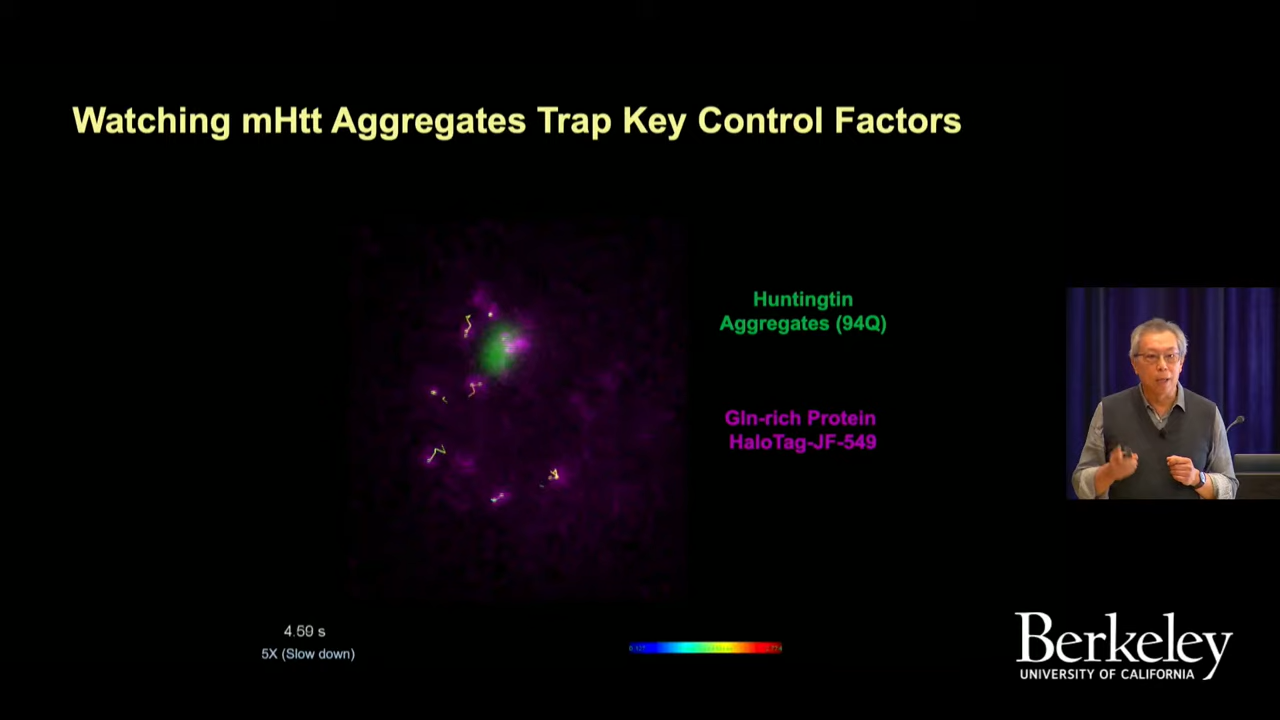 Watching mHtt Aggregates Trap Key Control Factors
Huntingtin
Aggregates (94Q)
Gln-rich Protein
HaloTag-JF-549
4.59 s
5X (Slow down)
Berkeley
UNIVERSITY OF CALIFORNIA